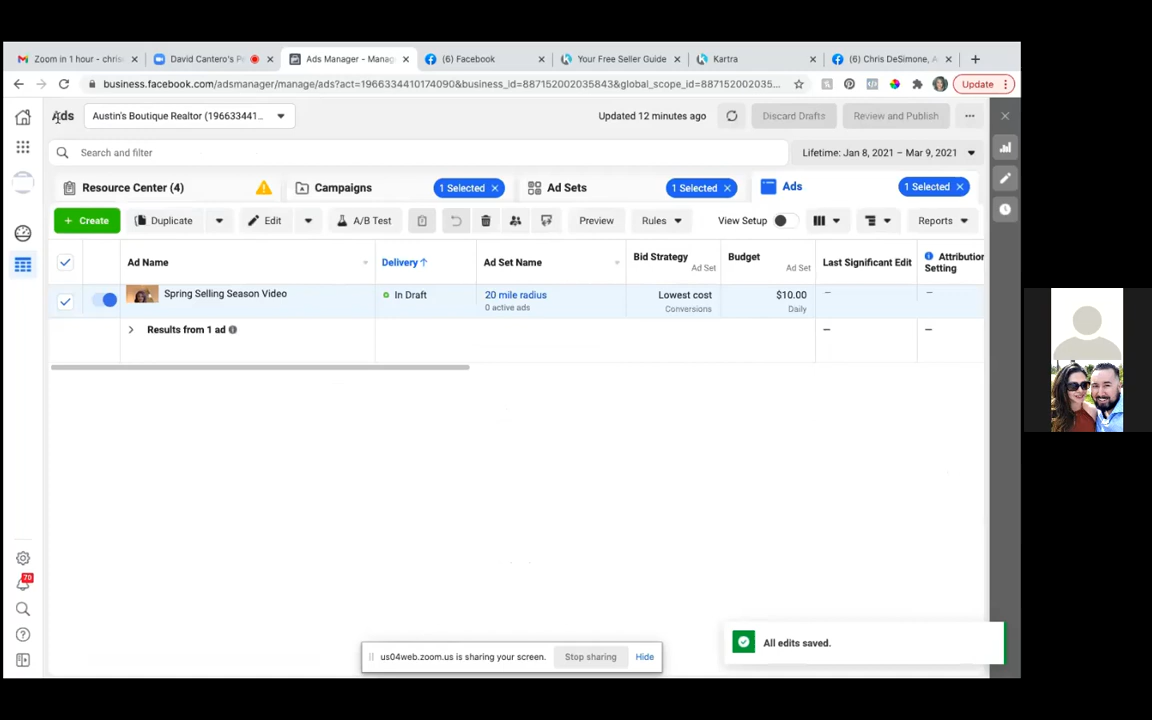 Zoom in 1 hour - chris
David Cantero's P
Ads Manager - Manag
(6) Facebook
Your Free Seller Guide
Kartra
(6) Chris DeSimone, A
business.facebook.com/adsmanager/manage/ads?act=1966334410174090&business_id=887152002035843&global_scope_id=887152002035...
Update
Ads
Austin's Boutique Realtor (196633441...
Updated 12 minutes ago
Discard Drafts
Review and Publish
Search and filter
Lifetime: Jan 8, 2021 – Mar 9, 2021
Resource Center (4)
Campaigns
1 Selected
Ad Sets
1 Selected
Ads
1 Selected
+ Create
Duplicate
Edit
A/B Test
Preview
Rules
View Setup
Reports
Ad Name
Delivery ↑
Ad Set Name
Bid Strategy
Ad Set
Budget
Ad Set
Last Significant Edit
Attribution
Setting
Spring Selling Season Video
In Draft
20 mile radius
0 active ads
Lowest cost
Conversions
$10.00
Daily
–
–
Results from 1 ad
–
–
70
All edits saved.
us04web.zoom.us is sharing your screen.
Stop sharing
Hide